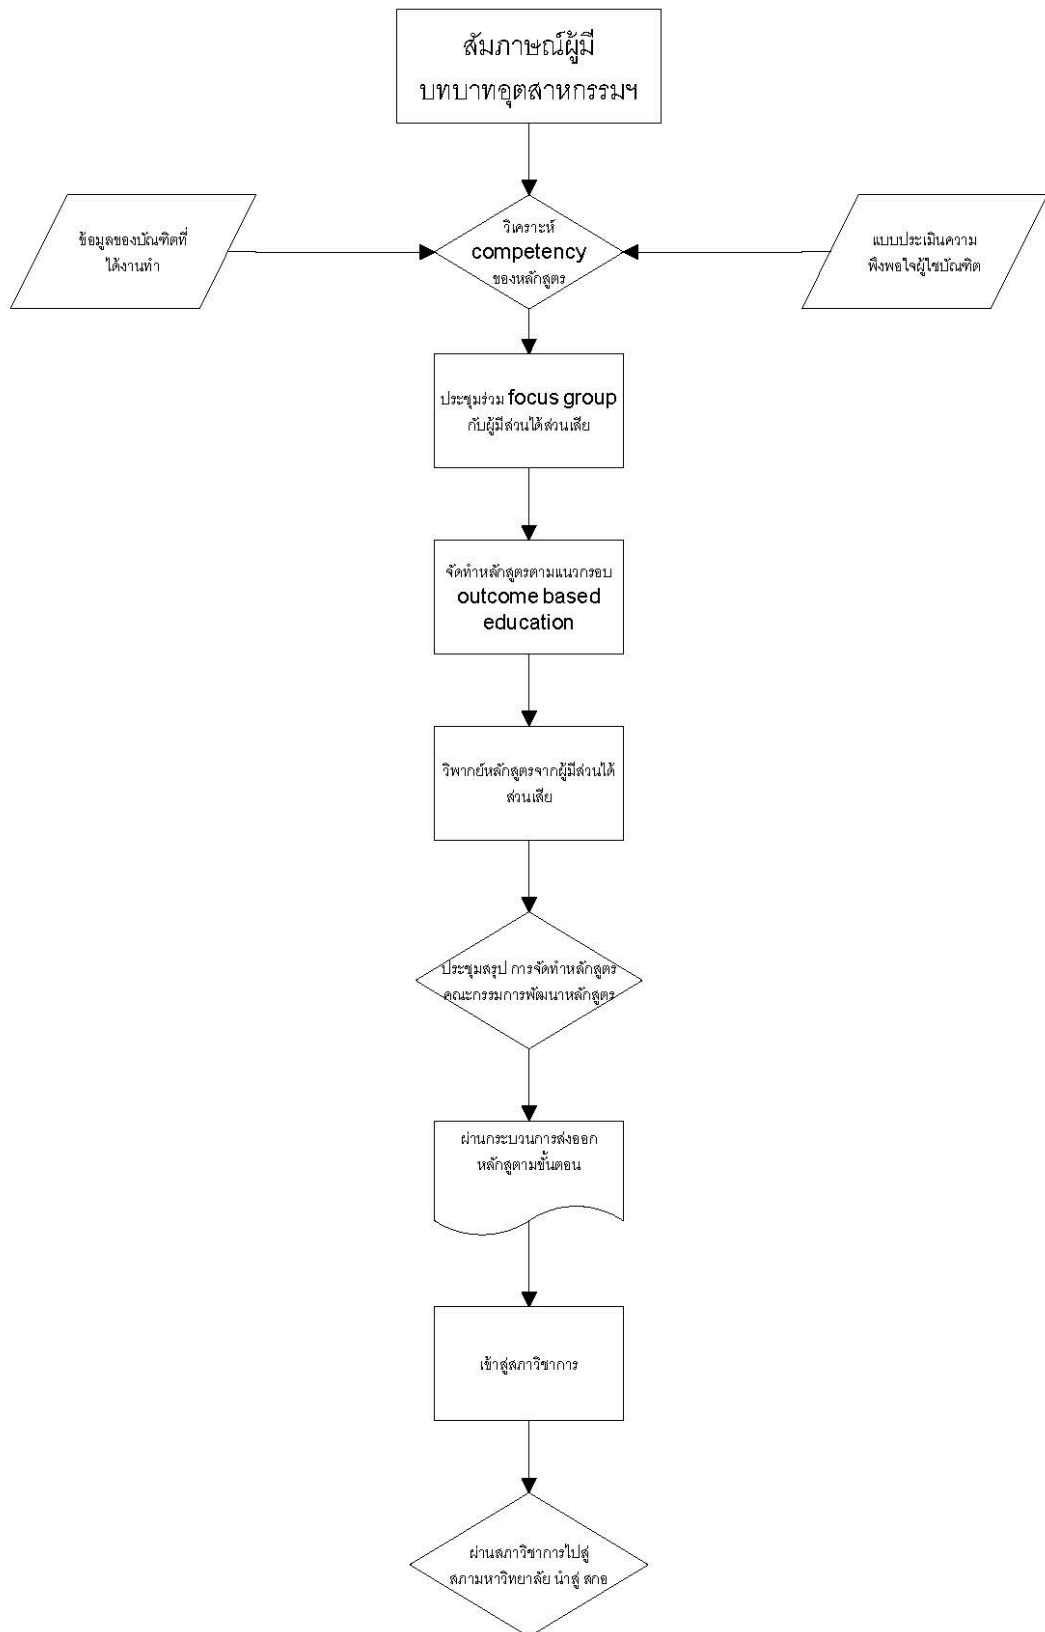 สัมภาษณ์ผู้มี
บทบาทอุตสาหกรรมฯ
ข้อมูลของบัณฑิตที่
ได้งานทำ
วิเคราะห์
competency
ของหลักสูตร
แบบประเมินความ
พึงพอใจผู้ใชบัณฑิต
ประชุมร่วม focus group
กับผู้มีส่วนได้ส่วนเสีย
จัดทำหลักสูตรตามแนวกรอบ
outcome based
education
วิพากย์หลักสูตรจากผู้มีส่วนได้
ส่วนเสีย
ประชุมสรุป การจัดทำหลักสูตร
คณะกรรมการพัฒนาหลักสูตร
ผ่านกระบวนการส่งออก
หลักสูตามขั้นตอน
เข้าสู่สภาวิชาการ
ผ่านสภาวิชาการไปสู่
สภามหาวิทยาลัย นำสู่ สกอ